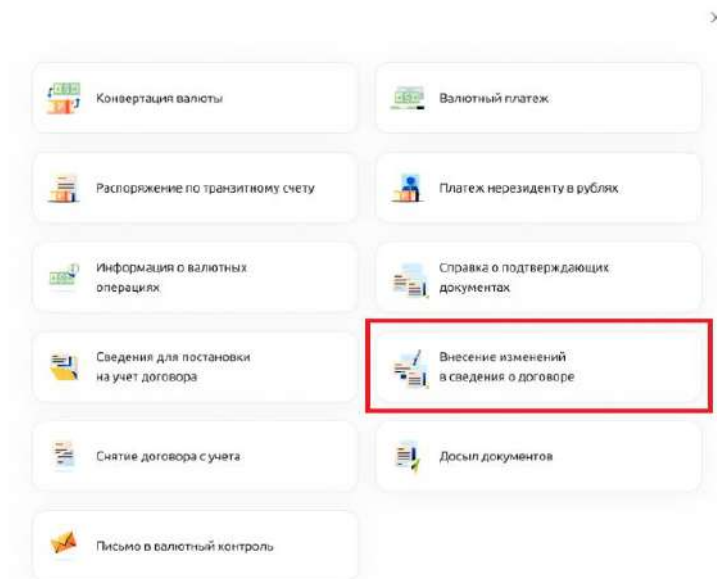 Конвертация валюты
Валютный платеж
Распоряжение по транзитному счету
Платеж нерезиденту в рублях
Информация о валютных
операциях
Справка о подтверждающих
документах
Сведения для постановки
на учет договора
Внесение изменений
в сведения о договоре
Снятие договора с учета
Досыл документов
Письмо в валютный контроль